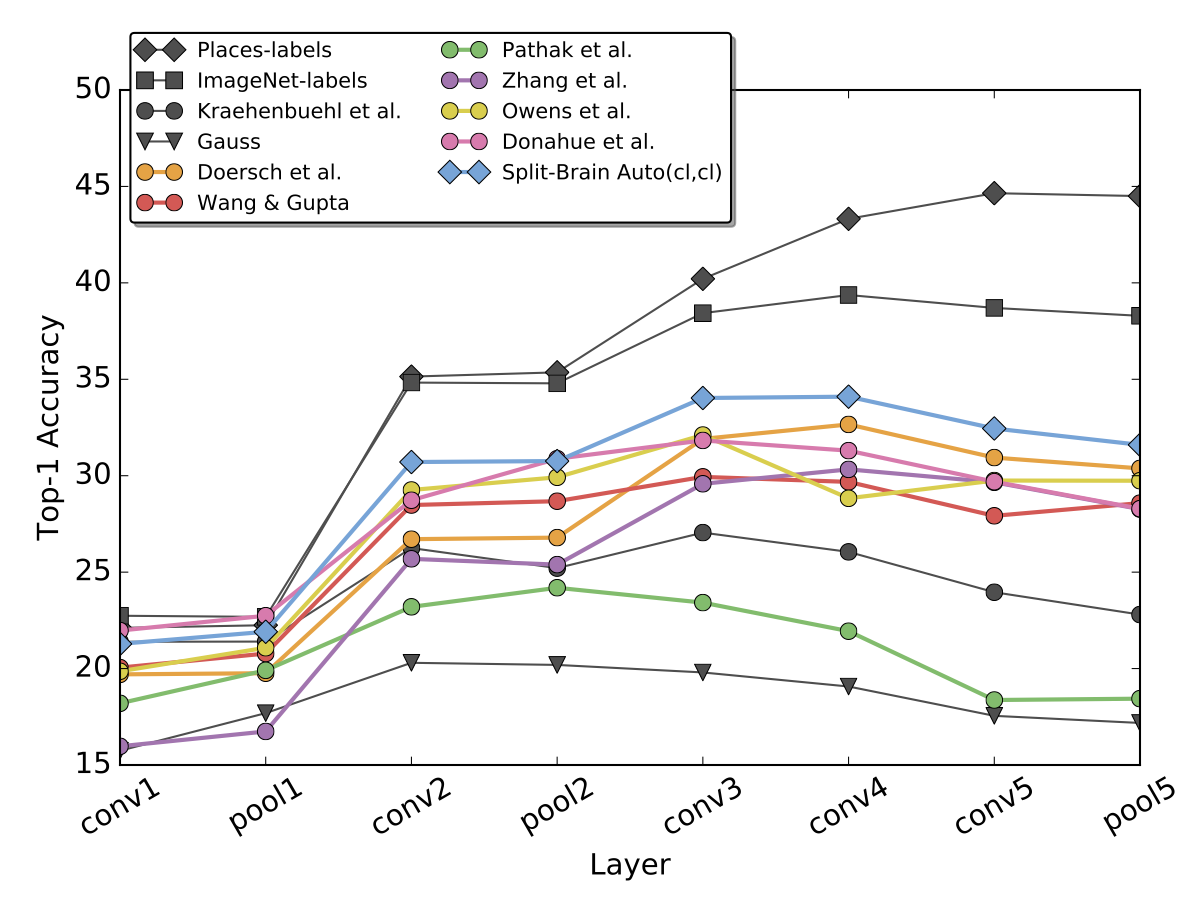 Places-labels
ImageNet-labels
Kraehenbuehl et al.
Gauss
Doersch et al.
Wang & Gupta
Pathak et al.
Zhang et al.
Owens et al.
Donahue et al.
Split-Brain Auto(cl,cl)
50
45
40
35
30
25
20
15
Top-1 Accuracy
conv1
pool1
conv2
pool2
conv3
conv4
conv5
pool5
Layer